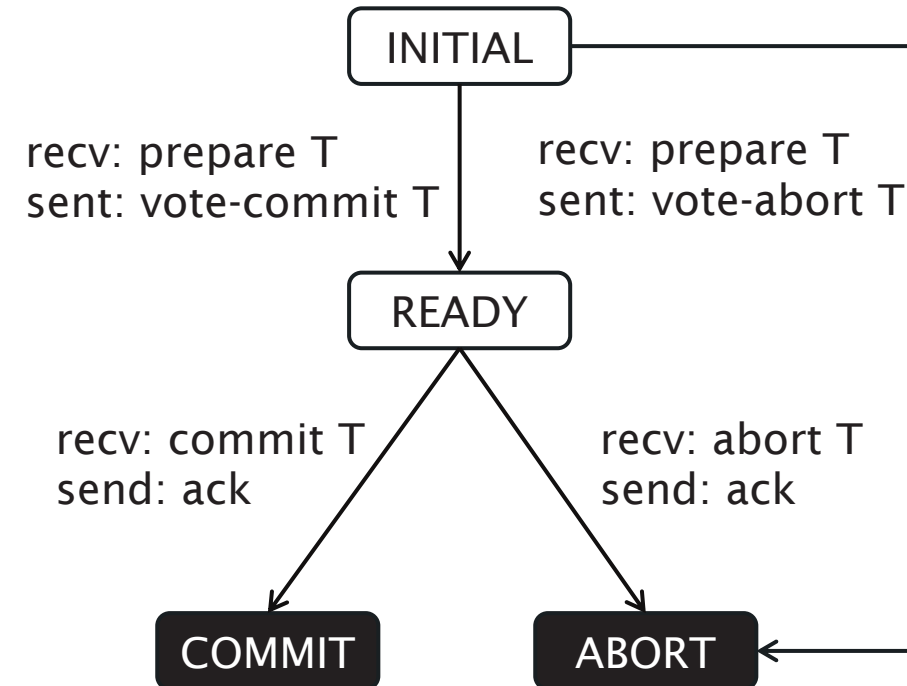 INITIAL
recv: prepare T
sent: vote-commit T
recv: prepare T
sent: vote-abort T
READY
recv: commit T
send: ack
recv: abort T
send: ack
COMMIT
ABORT